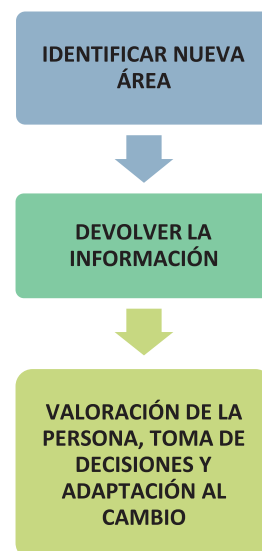 IDENTIFICAR NUEVA
ÁREA
DEVOLVER LA
INFORMACIÓN
VALORACIÓN DE LA
PERSONA, TOMA DE
DECISIONES Y
ADAPTACIÓN AL
CAMBIO